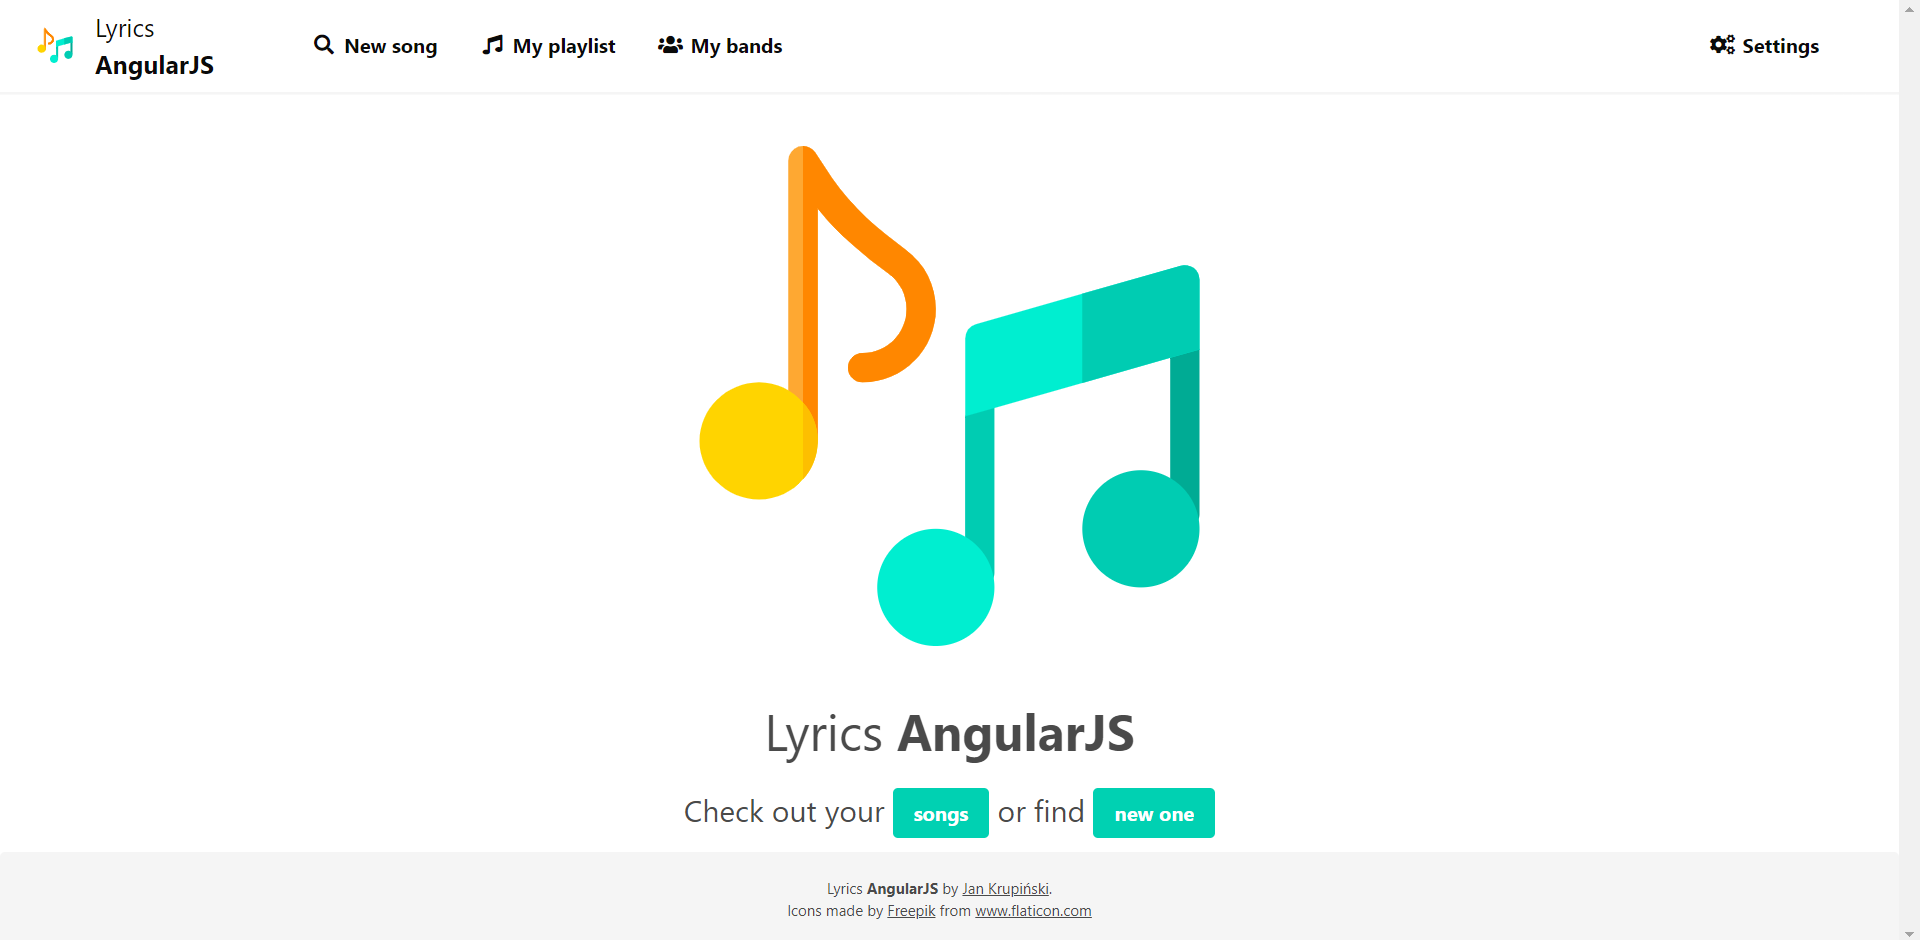 Lyrics
AngularJS
New song
My playlist
My bands
Settings
Lyrics AngularJS
Check out your songs or find new one
Lyrics AngularJS by Jan Krupiński.
Icons made by Freepik from www.flaticon.com